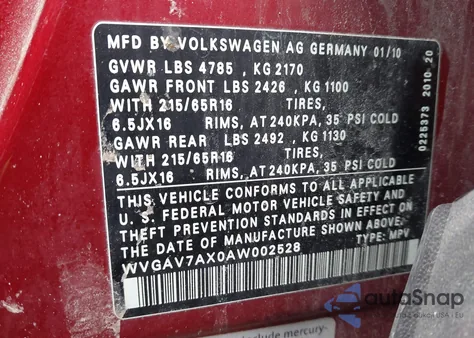 MFD BY VOLKSWAGEN AG GERMANY 01/10
GVWR LBS 4785 , KG 2170
GAWR FRONT LBS 2426 , KG 1100
WITH 215/65R16 TIRES,
6.5JX16 RIMS, AT 240KPA, 35 PSI COLD
GAWR REAR LBS 2492 , KG 1130
WITH 215/65R16 TIRES,
6.5JX16 RIMS, AT 240KPA, 35 PSI COLD
THIS VEHICLE CONFORMS TO ALL APPLICABLE
U. S. FEDERAL MOTOR VEHICLE SAFETY AND
THEFT PREVENTION STANDARDS IN EFFECT ON
THE DATE OF MANUFACTURE SHOWN ABOVE.
WVGAV7AX0AW002528 TYPE: MPV
0225373 2010 20
autoSnap
include mercury-